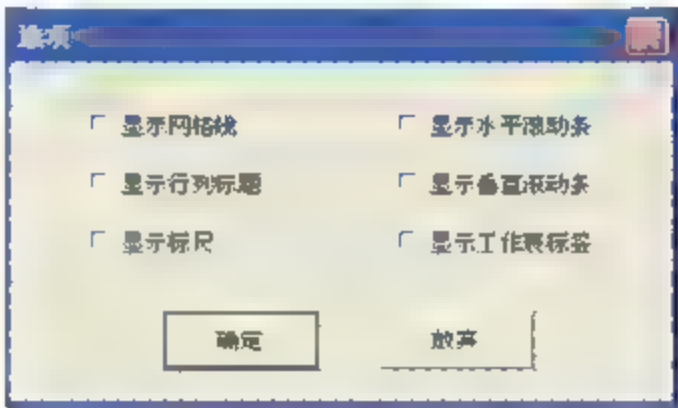 选项
显示网格线 显示水平滚动条
显示行列标题 显示垂直滚动条
显示标尺 显示工作表标签
确定 放弃